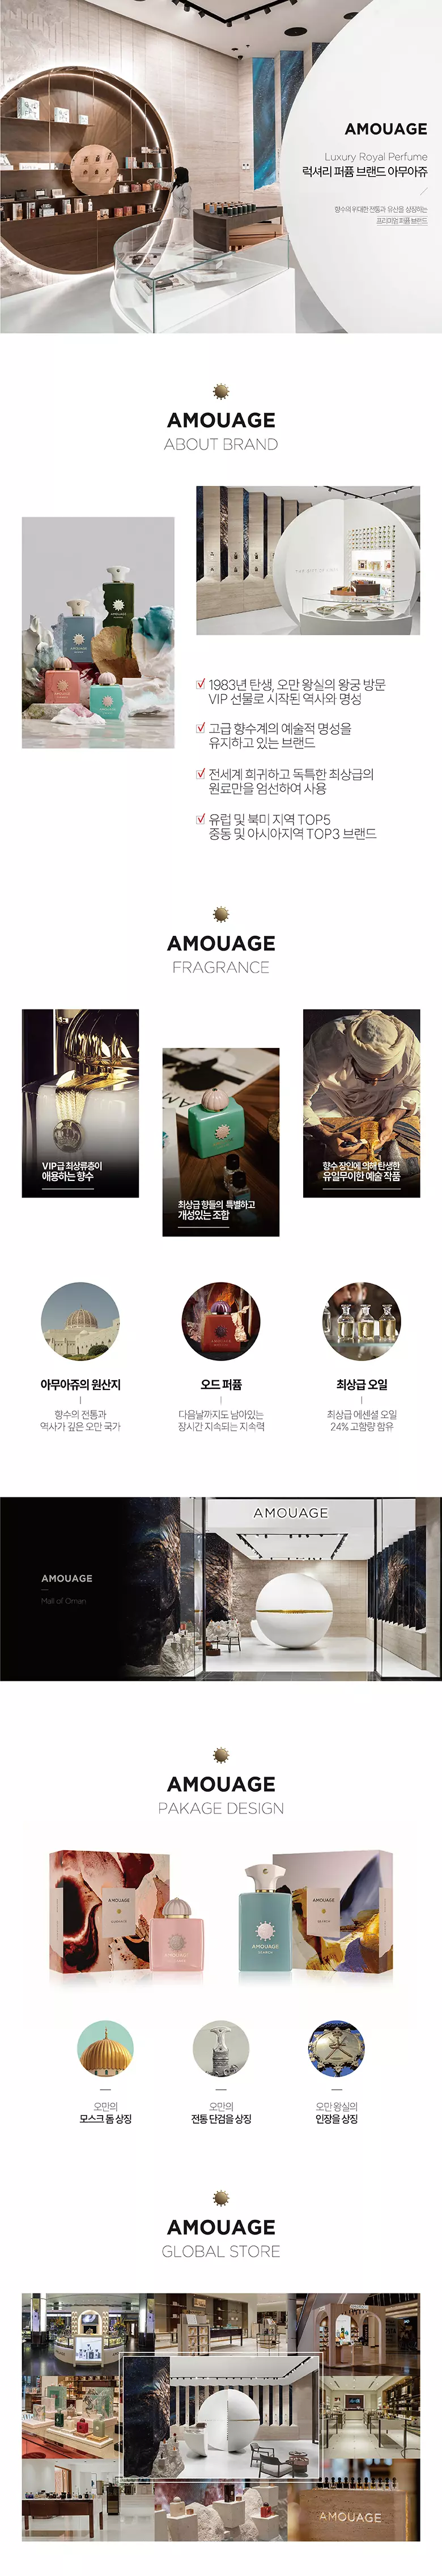 AMOUAGE
Luxury Royal Perfume
럭셔리 퍼퓸 브랜드 아무아쥬
향수의 위대한 전통과 유산을 상징하는
프리미엄 퍼퓸 브랜드
AMOUAGE
ABOUT BRAND
1983년 탄생, 오만 왕실의 왕궁 방문
VIP 선물로 시작된 역사와 명성
고급 향수계의 예술적 명성을
유지하고 있는 브랜드
전세계 희귀하고 독특한 최상급의
원료만을 엄선하여 사용
유럽 및 북미 지역 TOP5
중동 및 아시아지역 TOP3 브랜드
AMOUAGE
FRAGRANCE
VIP급 최상류층이
애용하는 향수
최상급 향들의 특별하고
개성있는 조합
향수 장인에 의해 탄생한
유일무이한 예술 작품
아무아쥬의 원산지
향수의 전통과
역사가 깊은 오만 국가
오드 퍼퓸
다음날까지도 남아있는
장시간 지속되는 지속력
최상급 오일
최상급 에센셜 오일
24% 고함량 함유
AMOUAGE
AMOUAGE
Mall of Oman
AMOUAGE
PAKAGE DESIGN
AMOUAGE
AMOUAGE
AMOUAGE
SEARCH
AMOUAGE
SEARCH
오만의
모스크 돔 상징
오만의
전통 단검을 상징
오만 왕실의
인장을 상징
AMOUAGE
GLOBAL STORE
AMOUAGE